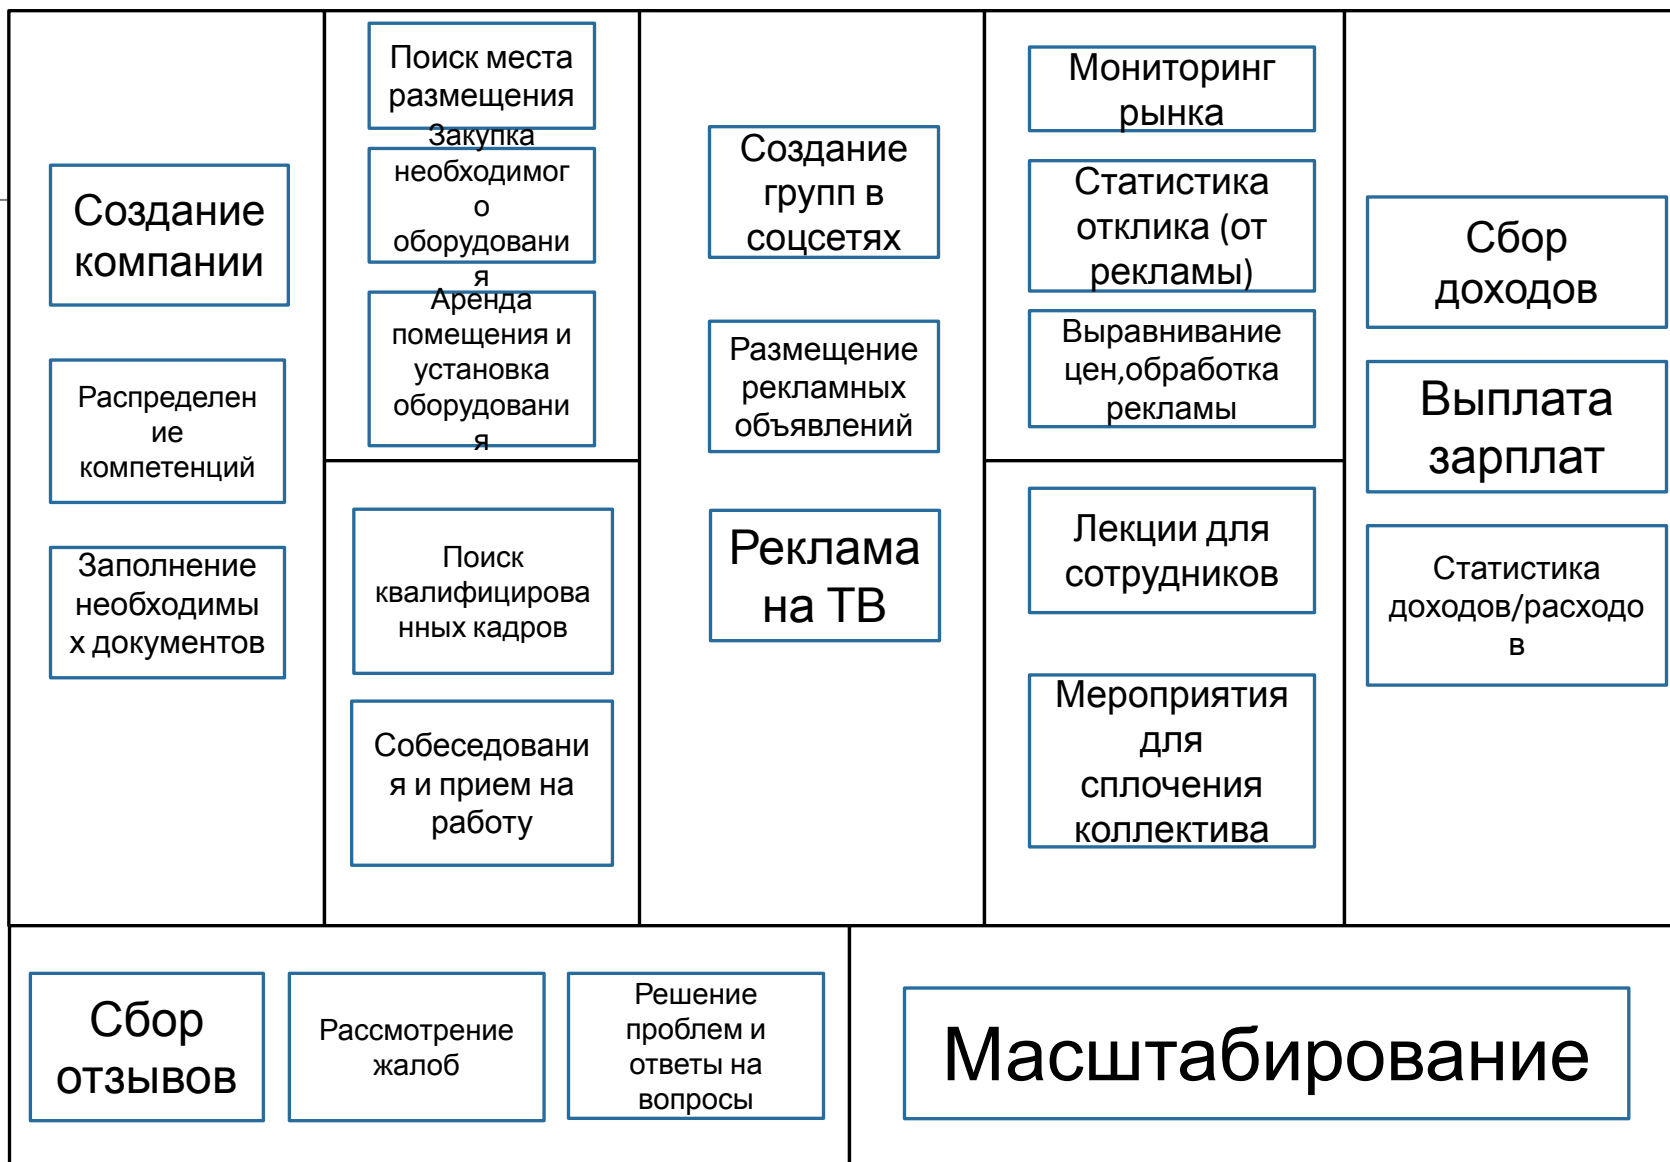 Создание
компании
Распределен
ие
компетенций
Заполнение
необходимы
х документов
Поиск места
размещения
Закупка
необходимог
о
оборудовани
я
Аренда
помещения и
установка
оборудовани
я
Поиск
квалифицирова
нных кадров
Собеседовани
я и прием на
работу
Создание
групп в
соцсетях
Размещение
рекламных
объявлений
Реклама
на ТВ
Мониторинг
рынка
Статистика
отклика (от
рекламы)
Выравнивание
цен,обработка
рекламы
Лекции для
сотрудников
Мероприятия
для
сплочения
коллектива
Сбор
доходов
Выплата
зарплат
Статистика
доходов/расходо
в
Сбор
отзывов
Рассмотрение
жалоб
Решение
проблем и
ответы на
вопросы
Масштабирование